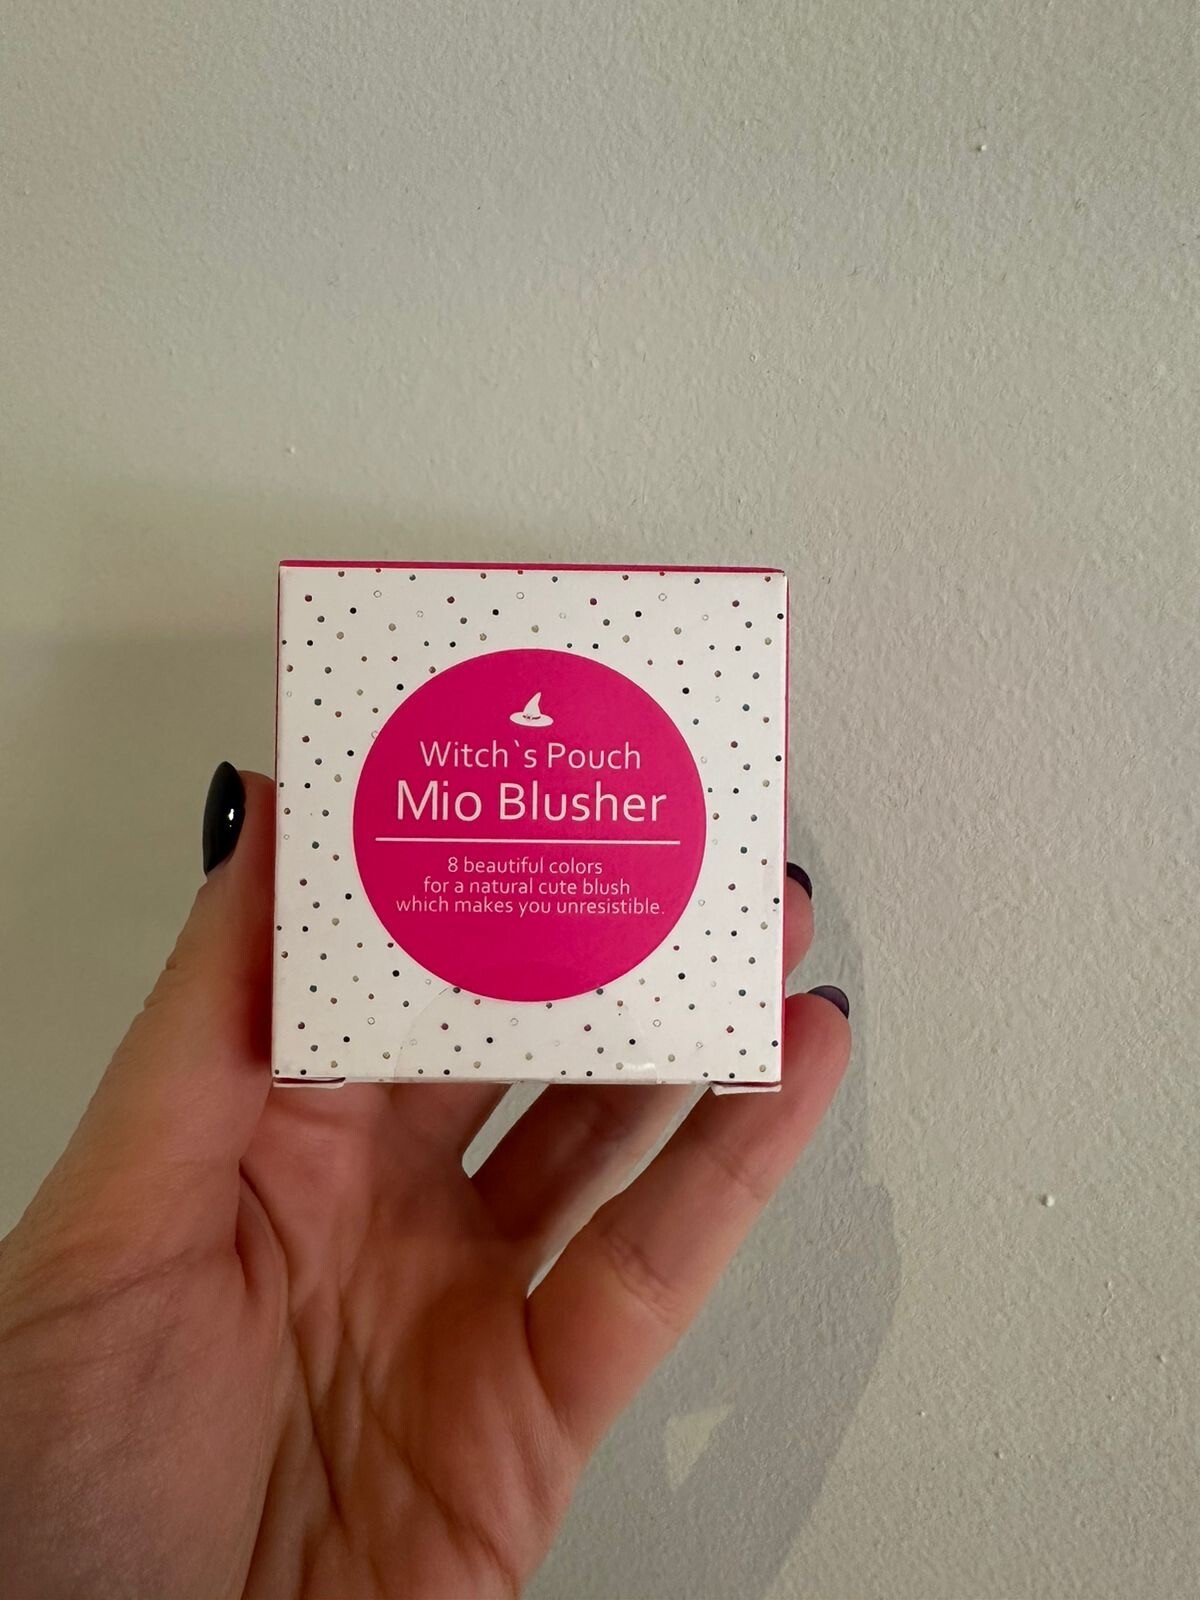 Witch`s Pouch
Mio Blusher
8 beautiful colors
for a natural cute blush
which makes you unresistible.